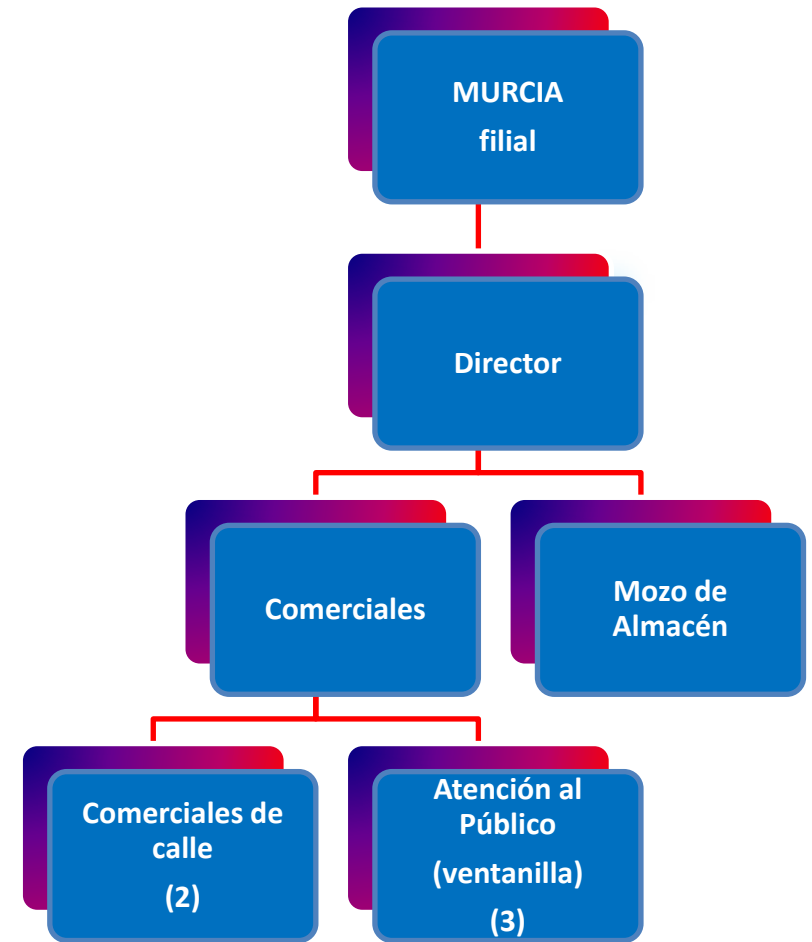 MURCIA
filial
Director
Comerciales
Mozo de
Almacén
Comerciales de
calle
(2)
Atención al
Público
(ventanilla)
(3)